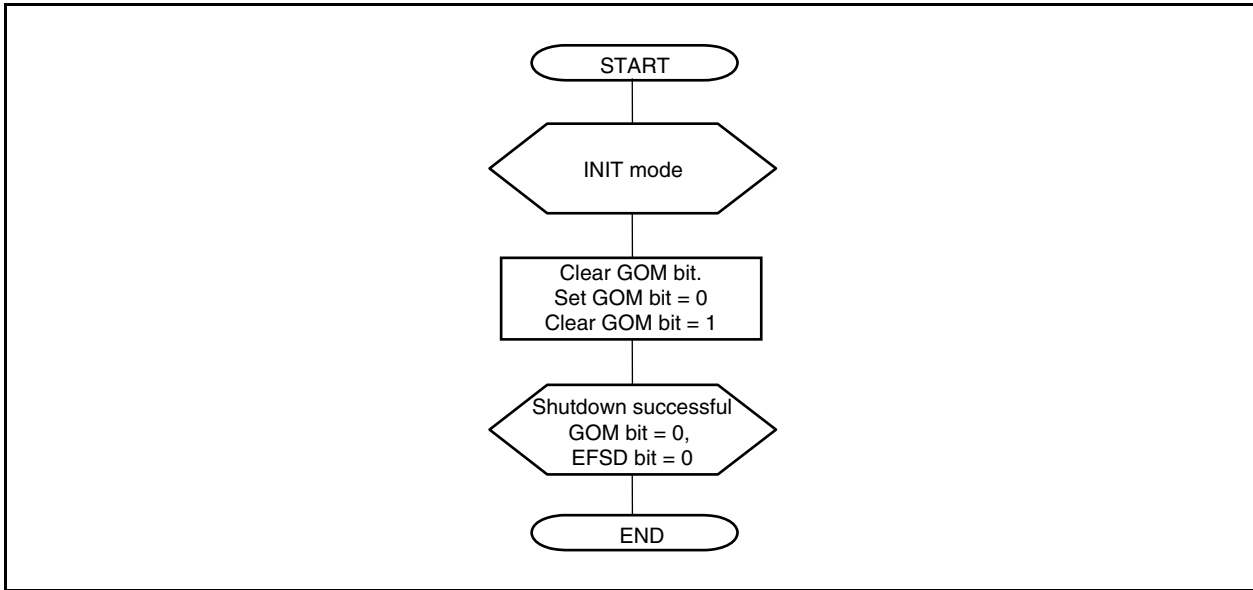 START
INIT mode
Clear GOM bit.
Set GOM bit = 0
Clear GOM bit = 1
Shutdown successful
GOM bit = 0,
EFSD bit = 0
END